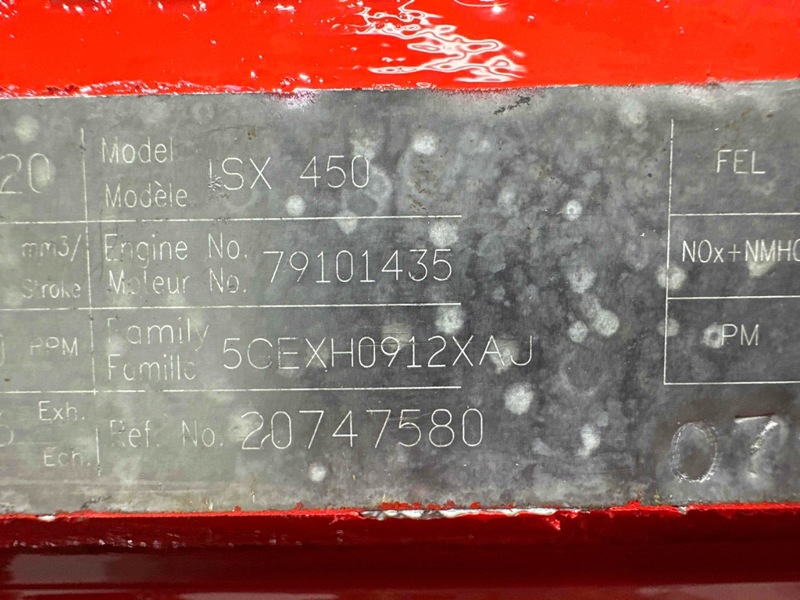 20
Model
Modèle
ISX 450
FEL
mm3/
Stroke
Engine No.
Moteur No.
79101435
NOx+NMHC
RPM
Family
Famille
5CEXH0912XAJ
PM
Exh.
Ech.
Ref. No. 20747580
07